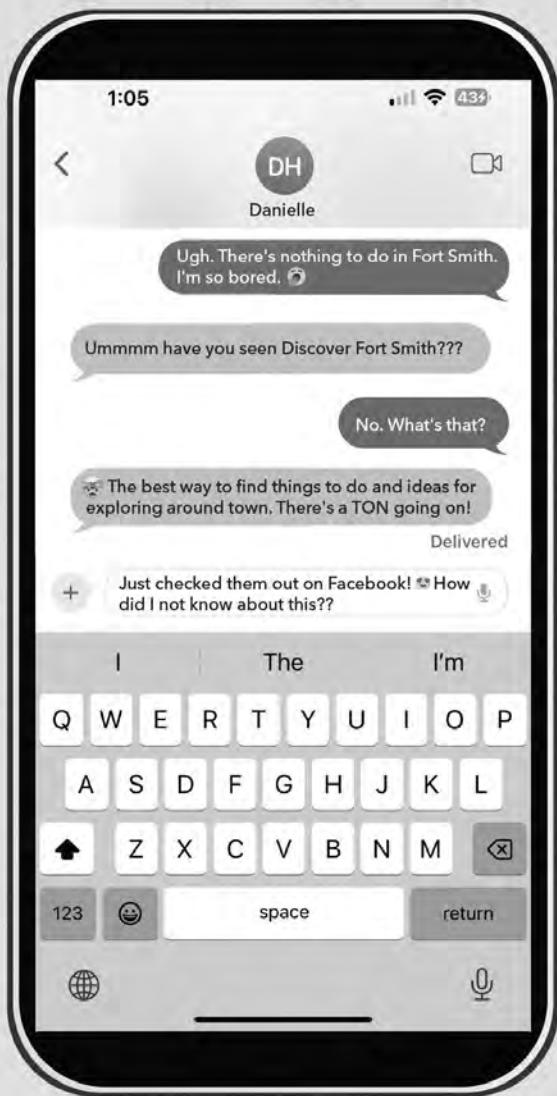 1:05
43
DH
Danielle
Ugh. There's nothing to do in Fort Smith.
I'm so bored.
Ummmm have you seen Discover Fort Smith???
No. What's that?
The best way to find things to do and ideas for
exploring around town. There's a TON going on!
Delivered
Just checked them out on Facebook! How
did I not know about this??
I The I'm
Q W E R T Y U I O P
A S D F G H J K L
Z X C V B N M
123 space return